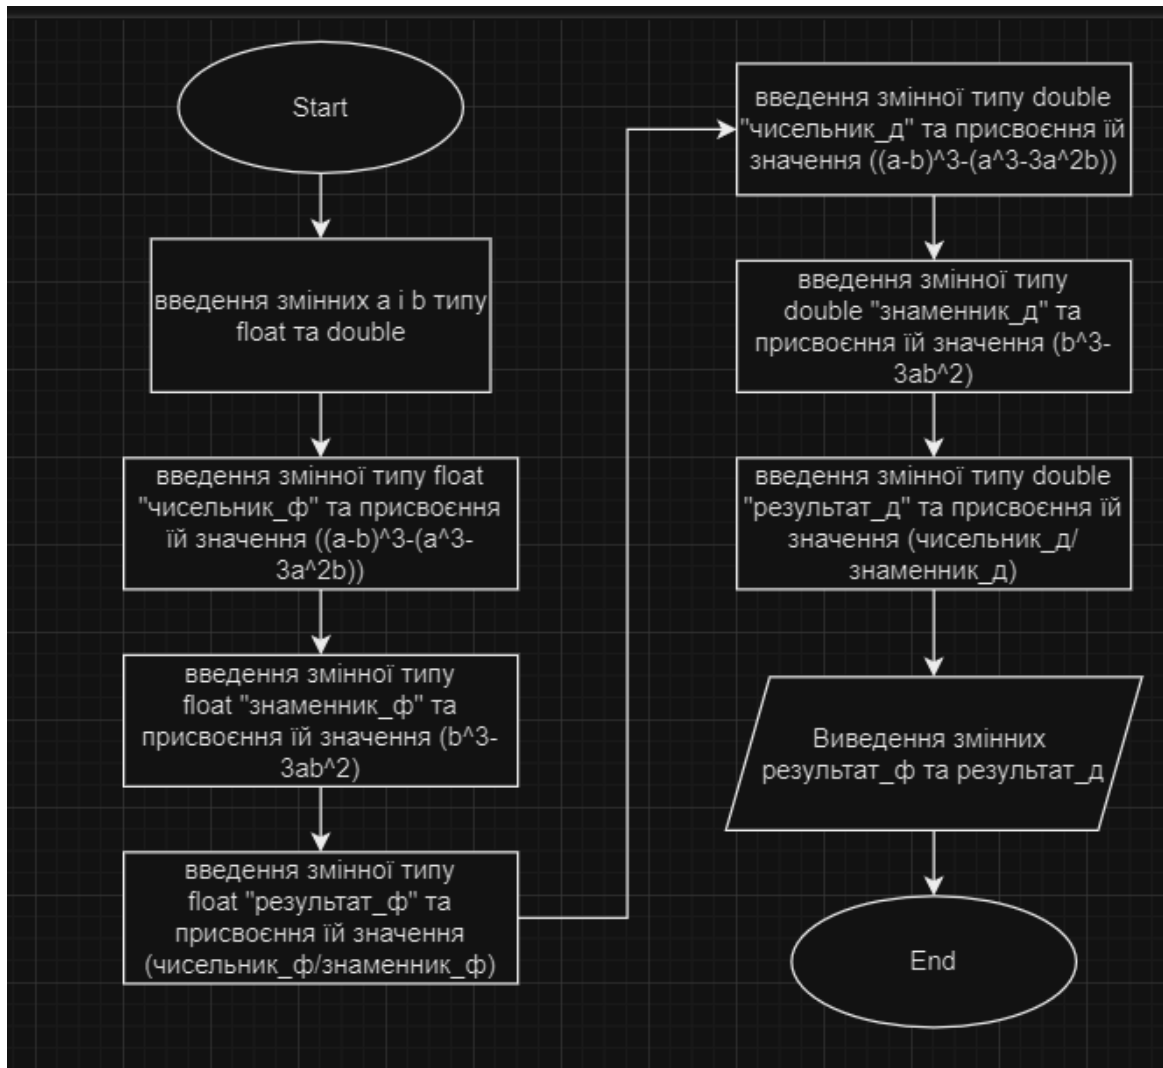 Start
введення змінних a і b типу
float та double
введення змінної типу float
"чисельник_ф" та присвоєння
їй значення ((a-b)^3-(a^3-
3a^2b))
введення змінної типу
float "знаменник_ф" та
присвоєння їй значення (b^3-
3ab^2)
введення змінної типу
float "результат_ф" та
присвоєння їй значення
(чисельник_ф/знаменник_ф)
введення змінної типу double
"чисельник_д" та присвоєння їй
значення ((a-b)^3-(a^3-3a^2b))
введення змінної типу
double "знаменник_д" та
присвоєння їй значення (b^3-
3ab^2)
введення змінної типу double
"результат_д" та присвоєння їй
значення (чисельник_д/
знаменник_д)
Виведення змінних
результат_ф та результат_д
End